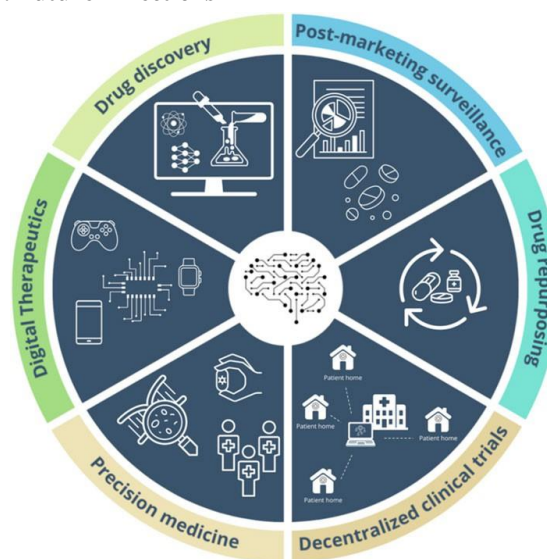 Drug discovery
Post-marketing surveillance
Digital Therapeutics
Drug repurposing
Patient home
Patient home
Patient home
Patient home
Precision medicine
Decentralized clinical trials